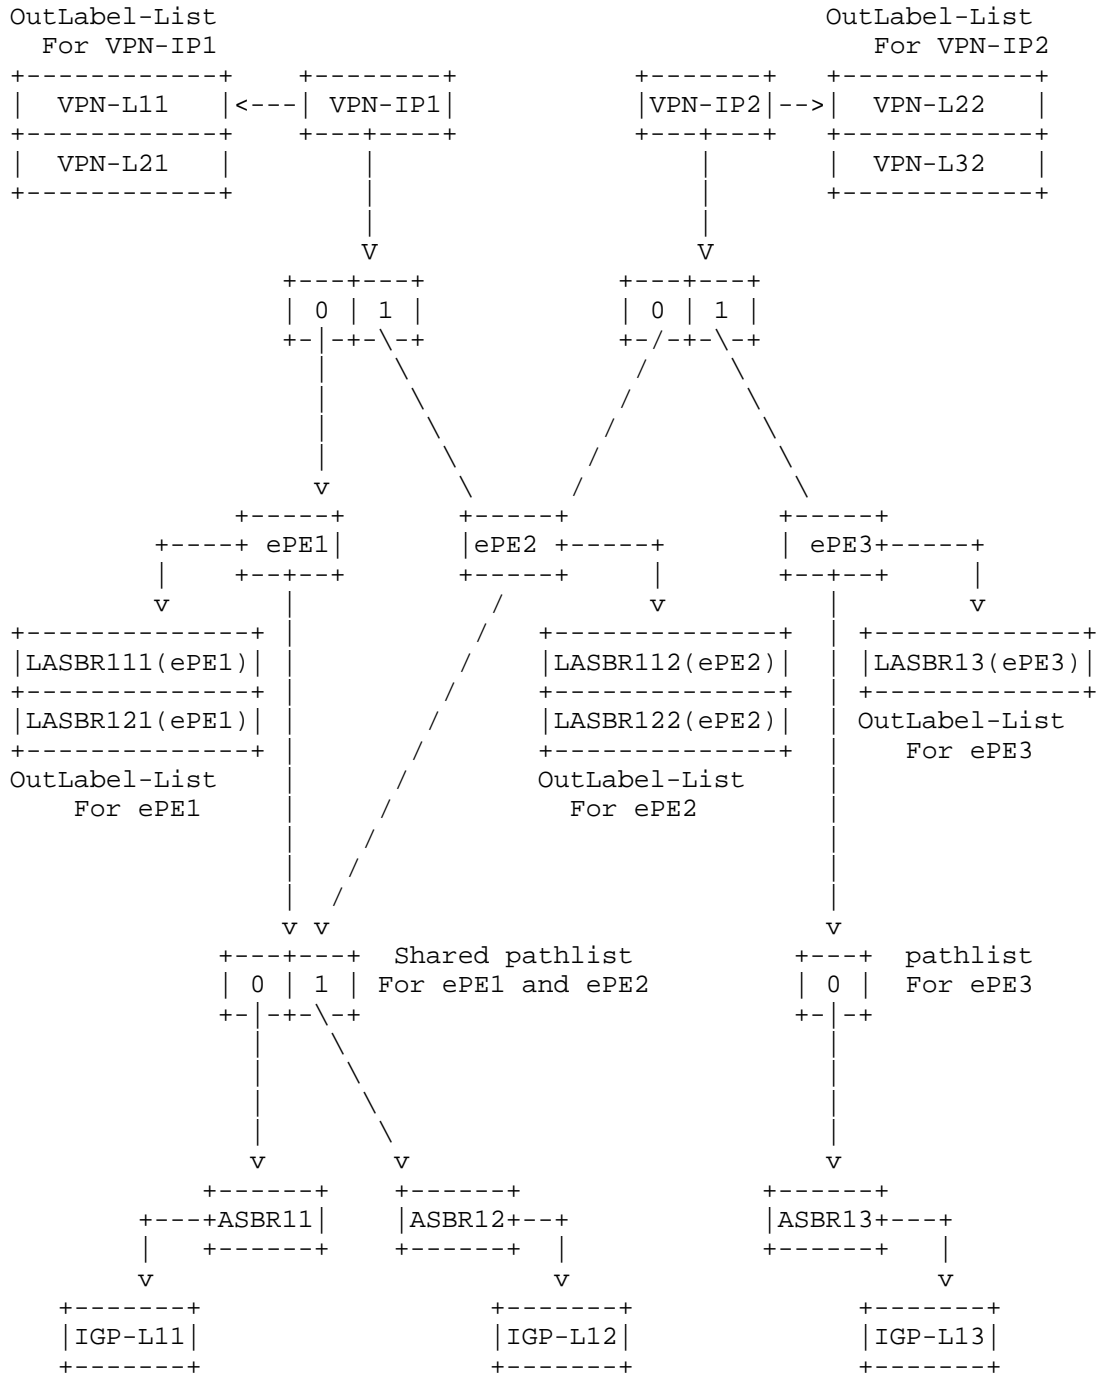 OutLabel-List OutLabel-List
For VPN-IP1 For VPN-IP2
VPN-L11 VPN-IP1 VPN-IP2 VPN-L22
VPN-L21 VPN-L32
0 1 0 1
ePE1 ePE2 ePE3
LASBR111(ePE1) LASBR112(ePE2) LASBR13(ePE3)
LASBR121(ePE1) LASBR122(ePE2) OutLabel-List
For ePE3
OutLabel-List OutLabel-List
For ePE1 For ePE2
Shared pathlist pathlist
0 1 For ePE1 and ePE2 0 For ePE3
ASBR11 ASBR12 ASBR13
IGP-L11 IGP-L12 IGP-L13